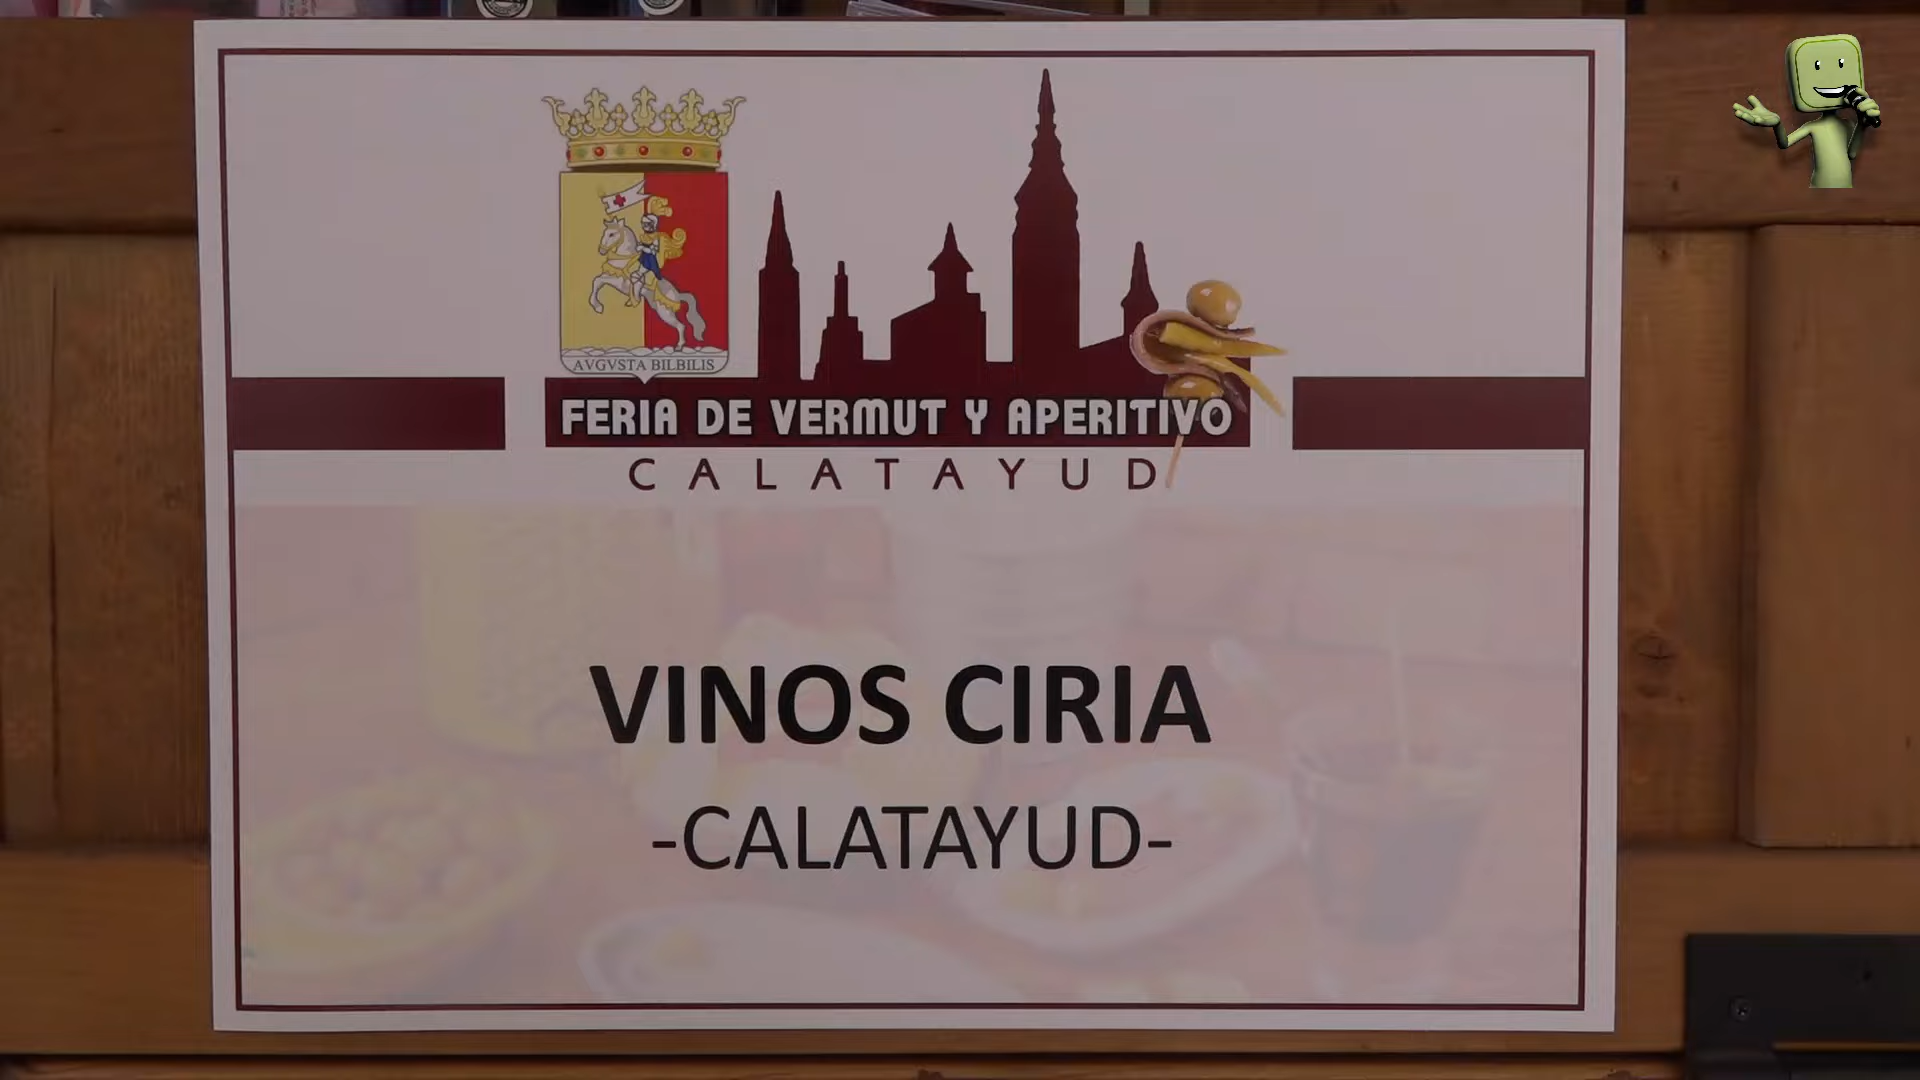 AVGVSTA BILBILIS
FERIA DE VERMUT Y APERITIVO
CALATAYUD
VINOS CIRIA
-CALATAYUD-